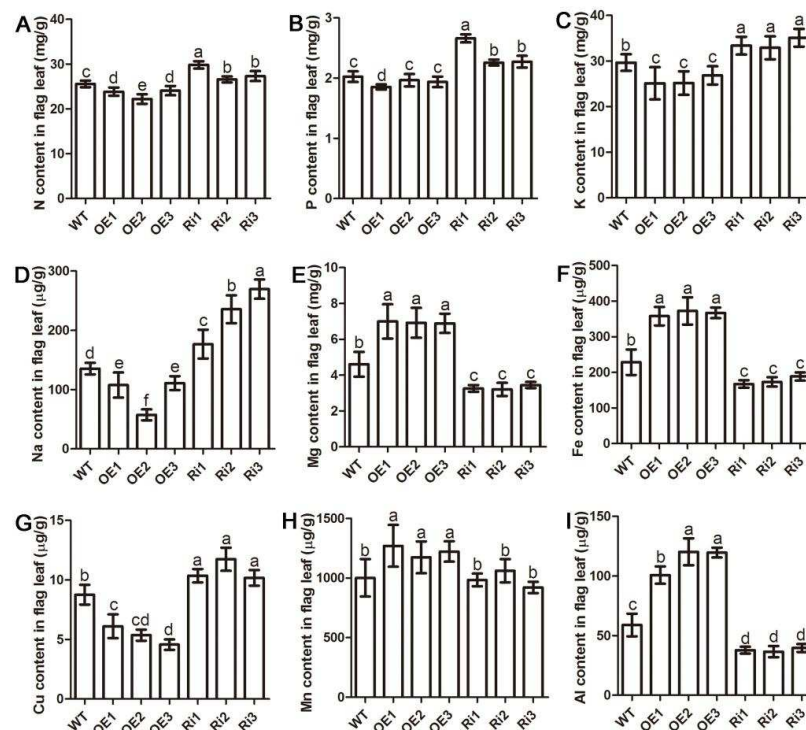 A
N content in flag leaf (mg/g)
40
30
20
10
0
c d e d a b b
WT OE1 OE2 OE3 Ri1 Ri2 Ri3
B
P content in flag leaf (mg/g)
3
2
1
0
c d c c a b b
WT OE1 OE2 OE3 Ri1 Ri2 Ri3
C
K content in flag leaf (mg/g)
40
30
20
10
0
b c c c a a a
WT OE1 OE2 OE3 Ri1 Ri2 Ri3
D
Na content in flag leaf (μg/g)
300
200
100
0
d e f e c b a
WT OE1 OE2 OE3 Ri1 Ri2 Ri3
E
Mg content in flag leaf (mg/g)
10
8
6
4
2
0
b a a a c c c
WT OE1 OE2 OE3 Ri1 Ri2 Ri3
F
Fe content in flag leaf (μg/g)
500
400
300
200
100
0
b a a a c c c
WT OE1 OE2 OE3 Ri1 Ri2 Ri3
G
Cu content in flag leaf (μg/g)
15
10
5
0
b c cd d a a a
WT OE1 OE2 OE3 Ri1 Ri2 Ri3
H
Mn content in flag leaf (μg/g)
1500
1000
500
0
b a a a b b b
WT OE1 OE2 OE3 Ri1 Ri2 Ri3
I
Al content in flag leaf (μg/g)
150
100
50
0
c b a a d d d
WT OE1 OE2 OE3 Ri1 Ri2 Ri3